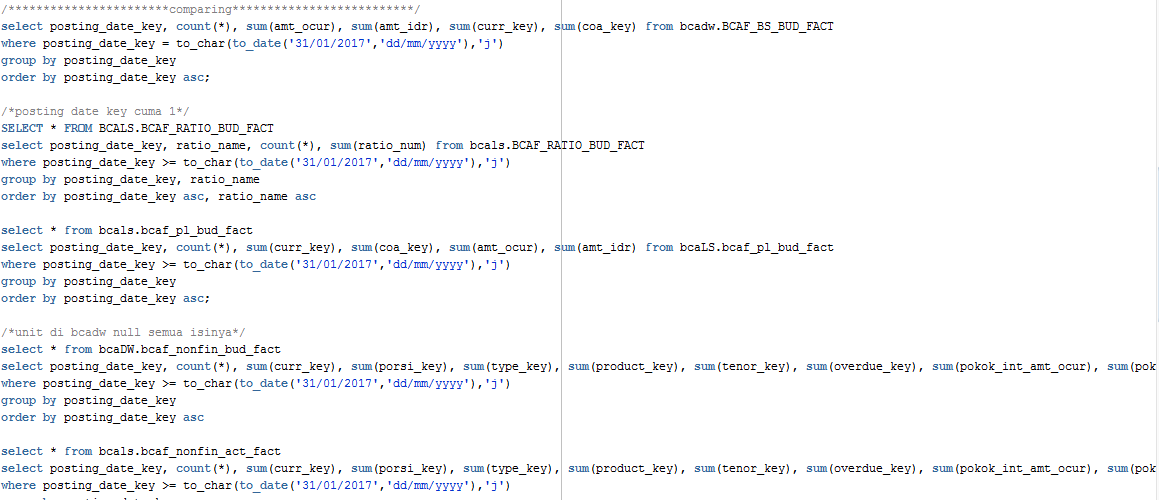 /***********************comparing**************************/
select posting_date_key, count(*), sum(amt_ocur), sum(amt_idr), sum(curr_key), sum(coa_key) from bcadw.BCAF_BS_BUD_FACT
where posting_date_key = to_char(to_date('31/01/2017','dd/mm/yyyy'),'j')
group by posting_date_key
order by posting_date_key asc;
/*posting date key cuma 1*/
SELECT * FROM BCALS.BCAF_RATIO_BUD_FACT
select posting_date_key, ratio_name, count(*), sum(ratio_num) from bcals.BCAF_RATIO_BUD_FACT
where posting_date_key >= to_char(to_date('31/01/2017','dd/mm/yyyy'),'j')
group by posting_date_key, ratio_name
order by posting_date_key asc, ratio_name asc
select * from bcals.bcaf_pl_bud_fact
select posting_date_key, count(*), sum(curr_key), sum(coa_key), sum(amt_ocur), sum(amt_idr) from bcaLS.bcaf_pl_bud_fact
where posting_date_key >= to_char(to_date('31/01/2017','dd/mm/yyyy'),'j')
group by posting_date_key
order by posting_date_key asc;
/*unit di bcadw null semua isinya*/
select * from bcaDW.bcaf_nonfin_bud_fact
select posting_date_key, count(*), sum(curr_key), sum(porsi_key), sum(type_key), sum(product_key), sum(tenor_key), sum(overdue_key), sum(pokok_int_amt_ocur), sum(pok
where posting_date_key >= to_char(to_date('31/01/2017','dd/mm/yyyy'),'j')
group by posting_date_key
order by posting_date_key asc
select * from bcals.bcaf_nonfin_act_fact
select posting_date_key, count(*), sum(curr_key), sum(porsi_key), sum(type_key), sum(product_key), sum(tenor_key), sum(overdue_key), sum(pokok_int_amt_ocur), sum(pok
where posting_date_key >= to_char(to_date('31/01/2017','dd/mm/yyyy'),'j')